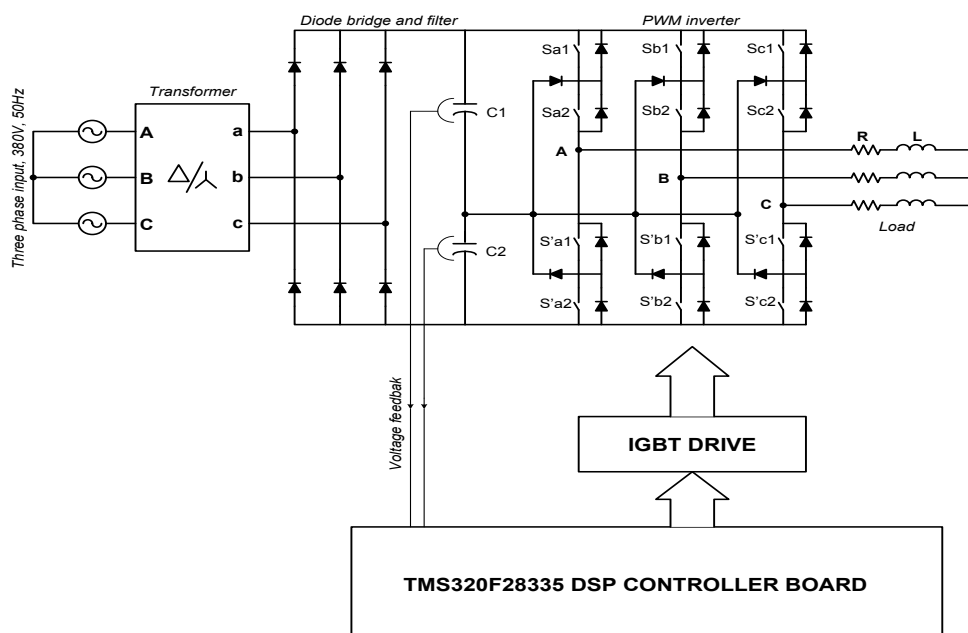 Diode bridge and filter
PWM inverter
Three phase input, 380V, 50Hz
Transformer
A
B
C
a
b
c
Δ/
C1
C2
Voltage feedbak
Sa1
Sb1
Sc1
Sa2
Sb2
Sc2
A
B
C
R
L
Load
S'a1
S'b1
S'c1
S'a2
S'b2
S'c2
IGBT DRIVE
TMS320F28335 DSP CONTROLLER BOARD